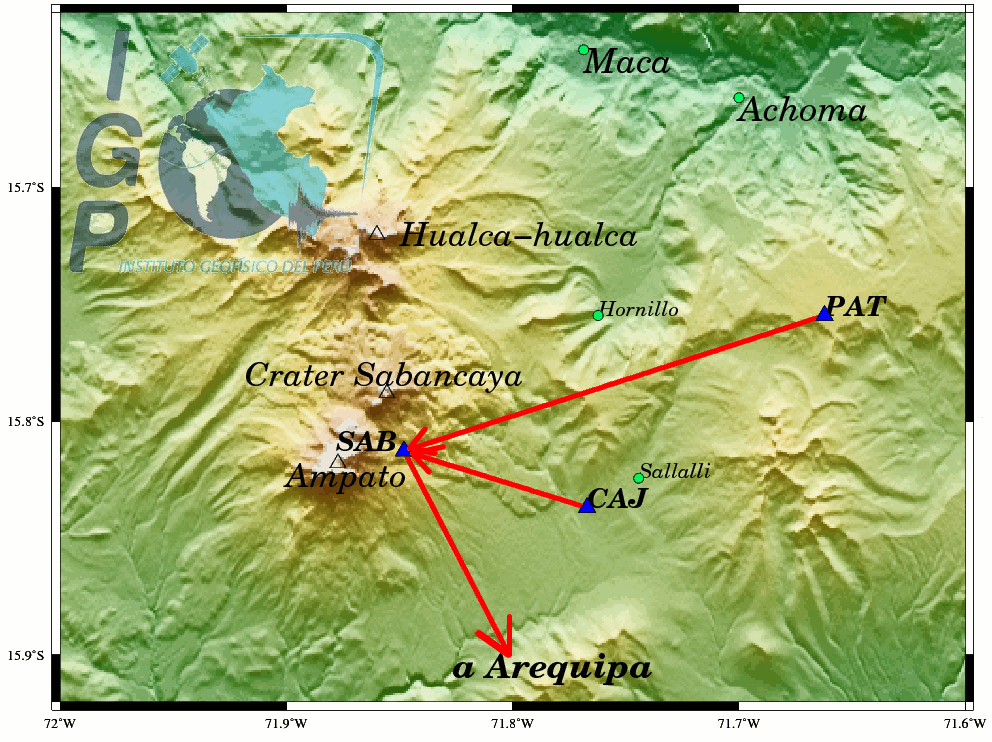 I
G
P
INSTITUTO GEOFÍSICO DEL PERÚ
Maca
Achoma
15.7°S
Hualca-hualca
Hornillo
PAT
Crater Sabancaya
15.8°S
SAB
Ampato
Sallalli
CAJ
15.9°S
a Arequipa
72°W
71.9°W
71.8°W
71.7°W
71.6°W